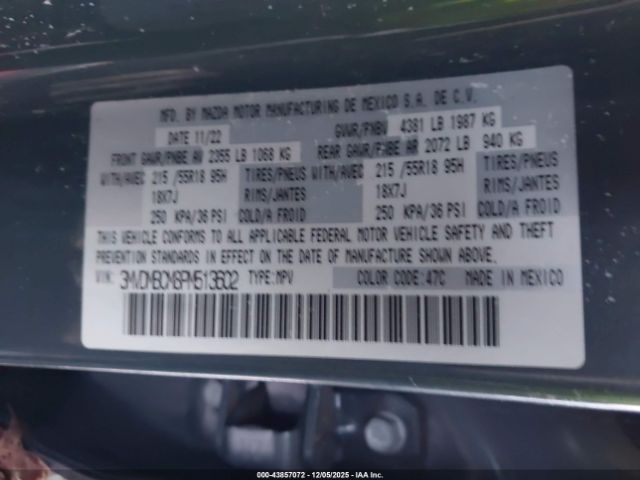 MFD. BY MAZDA MOTOR MANUFACTURING DE MEXICO S.A. DE C.V.
DATE 11/22 GVWR/PNBV 4381 LB 1987 KG
FRONT GAWR/PNBE AV 2355 LB 1068 KG REAR GAWR/PJBE AR 2072 LB 940 KG
WITH/AVEC 215 /55R18 95H TIRES/PNEUS WITH/AVEC 215 /55R18 95H TIRES/PNEUS
18X7J RIMS/JANTES 18X7J RIMS/JANTES
250 KPA/36 PSI COLD/A FROID 250 KPA/36 PSI COLD/A FROID
THIS VEHICLE CONFORMS TO ALL APPLICABLE FEDERAL MOTOR VEHICLE SAFETY AND THEFT
PREVENTION STANDARDS IN EFFECT ON THE DATE OF MANUFACTURE SHOWN ABOVE.
VIN: 3MVDMBCM6PM513602 TYPE:MPV COLOR CODE:47C MADE IN MEXICO
000-43857072 - 12/05/2025 - IAA Inc.